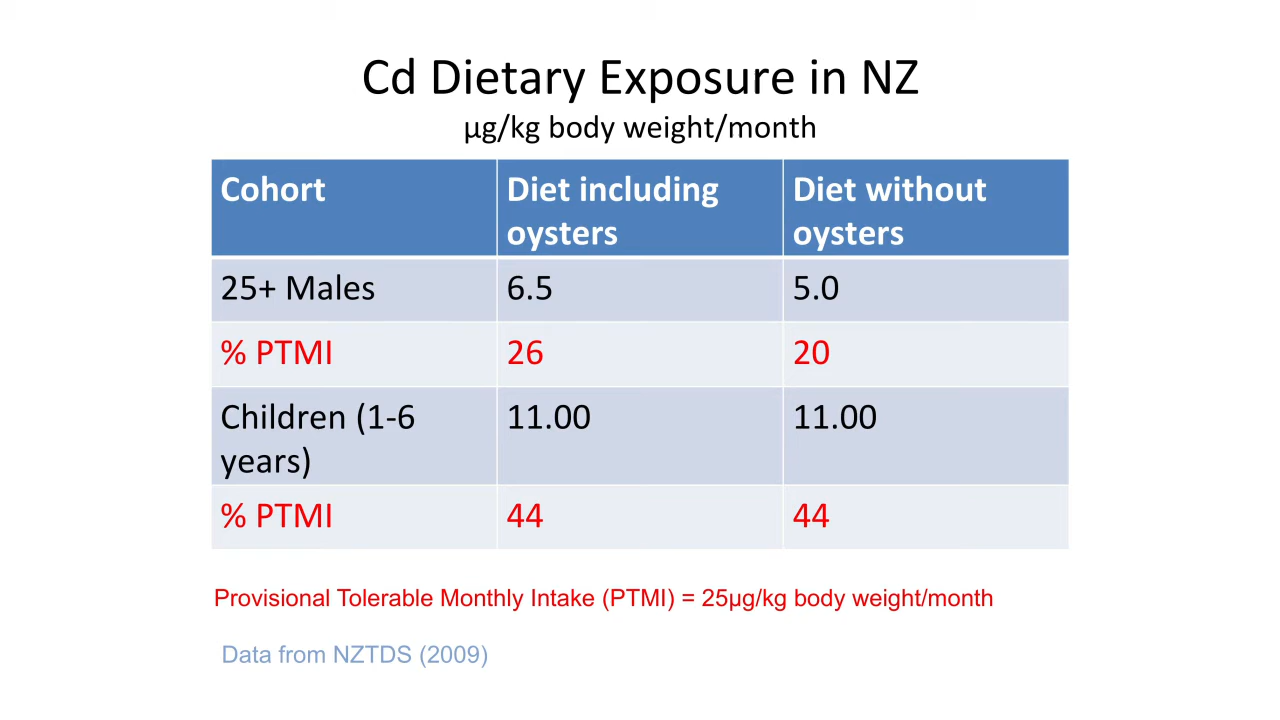 Cd Dietary Exposure in NZ
µg/kg body weight/month
Cohort
Diet including
oysters
Diet without
oysters
25+ Males
6.5
5.0
% PTMI
26
20
Children (1-6
years)
11.00
11.00
% PTMI
44
44
Provisional Tolerable Monthly Intake (PTMI) = 25µg/kg body weight/month
Data from NZTDS (2009)